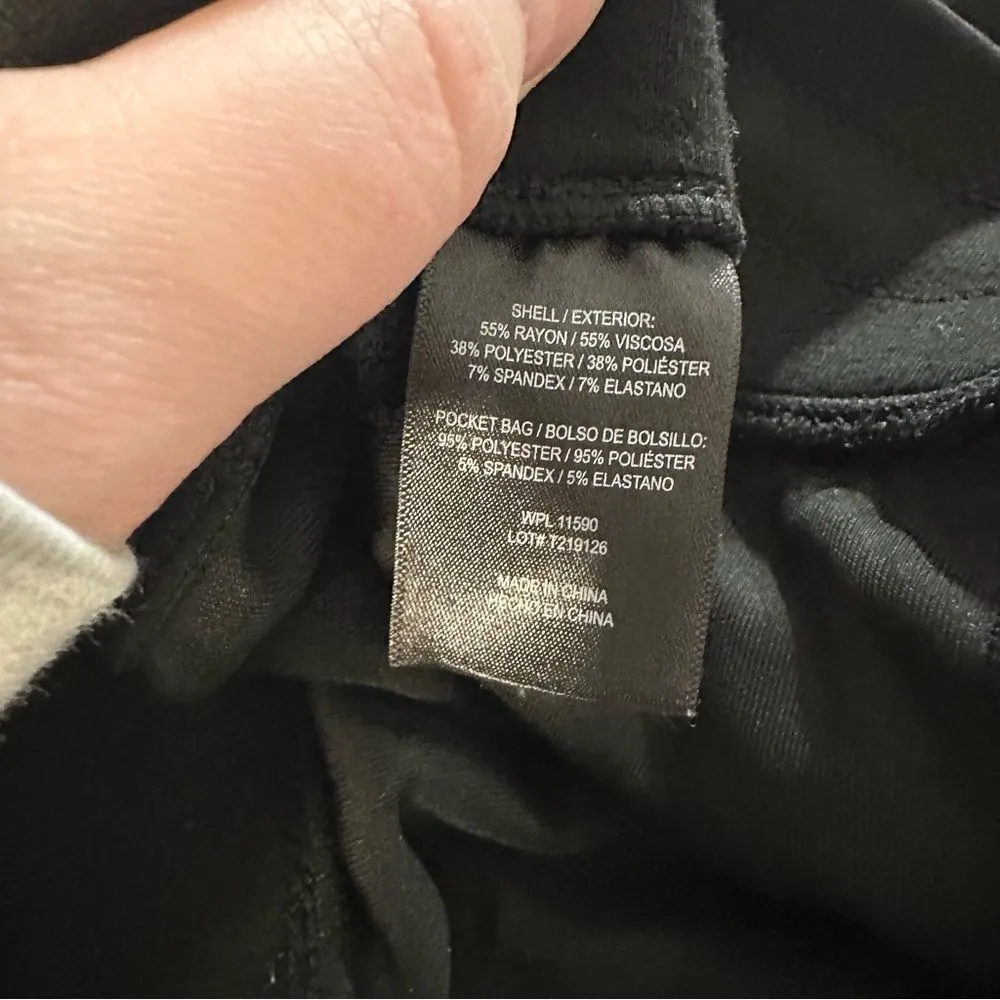 SHELL / EXTERIOR:
55% RAYON / 55% VISCOSA
38% POLYESTER / 38% POLIÉSTER
7% SPANDEX / 7% ELASTANO
POCKET BAG / BOLSO DE BOLSILLO:
95% POLYESTER / 95% POLIÉSTER
5% SPANDEX / 5% ELASTANO
WPL 11590
LOT# T219126
MADE IN CHINA
HECHO EN CHINA